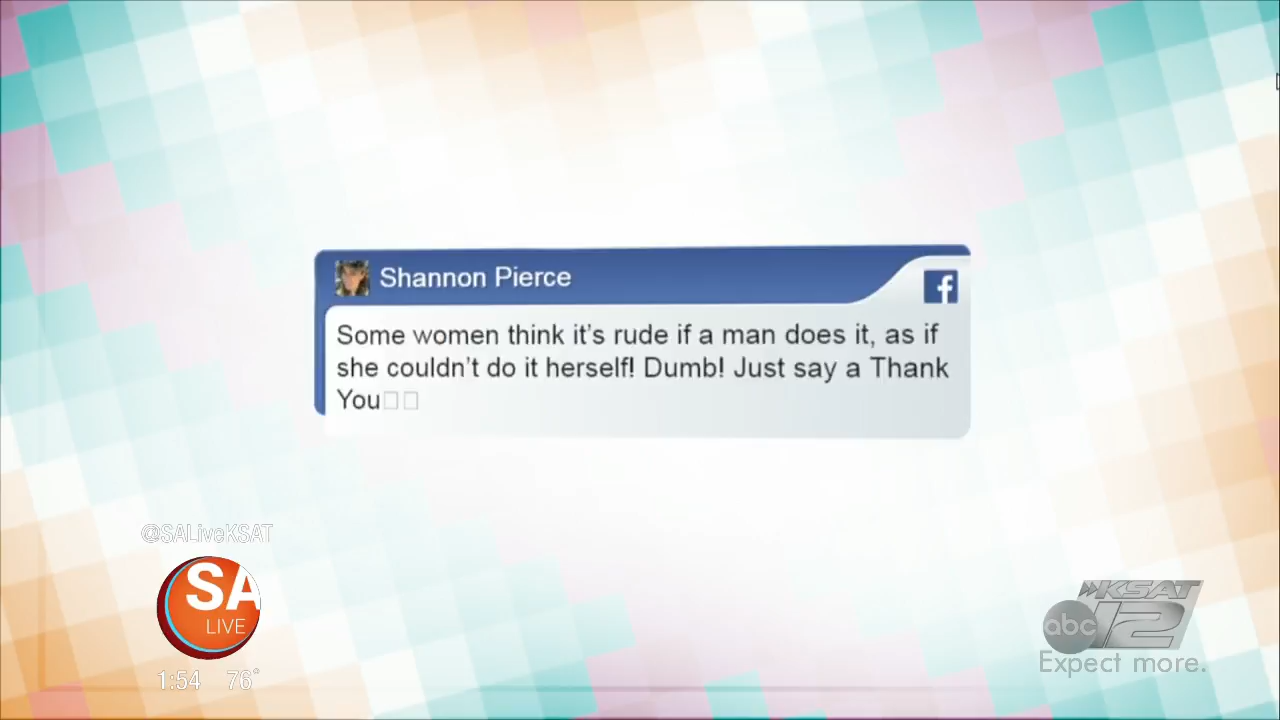 Shannon Pierce
Some women think it's rude if a man does it, as if
she couldn't do it herself! Dumb! Just say a Thank
You□□
@SALiveKSAT
SA
LIVE
1:54 76°
KSAT
abc 12
Expect more.